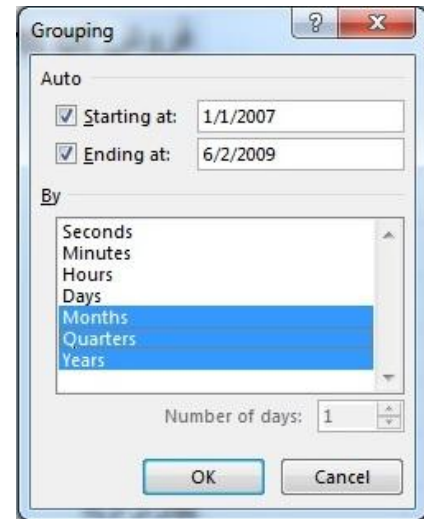 Grouping
Auto
Starting at: 1/1/2007
Ending at: 6/2/2009
By
Seconds
Minutes
Hours
Days
Months
Quarters
Years
Number of days: 1
OK Cancel